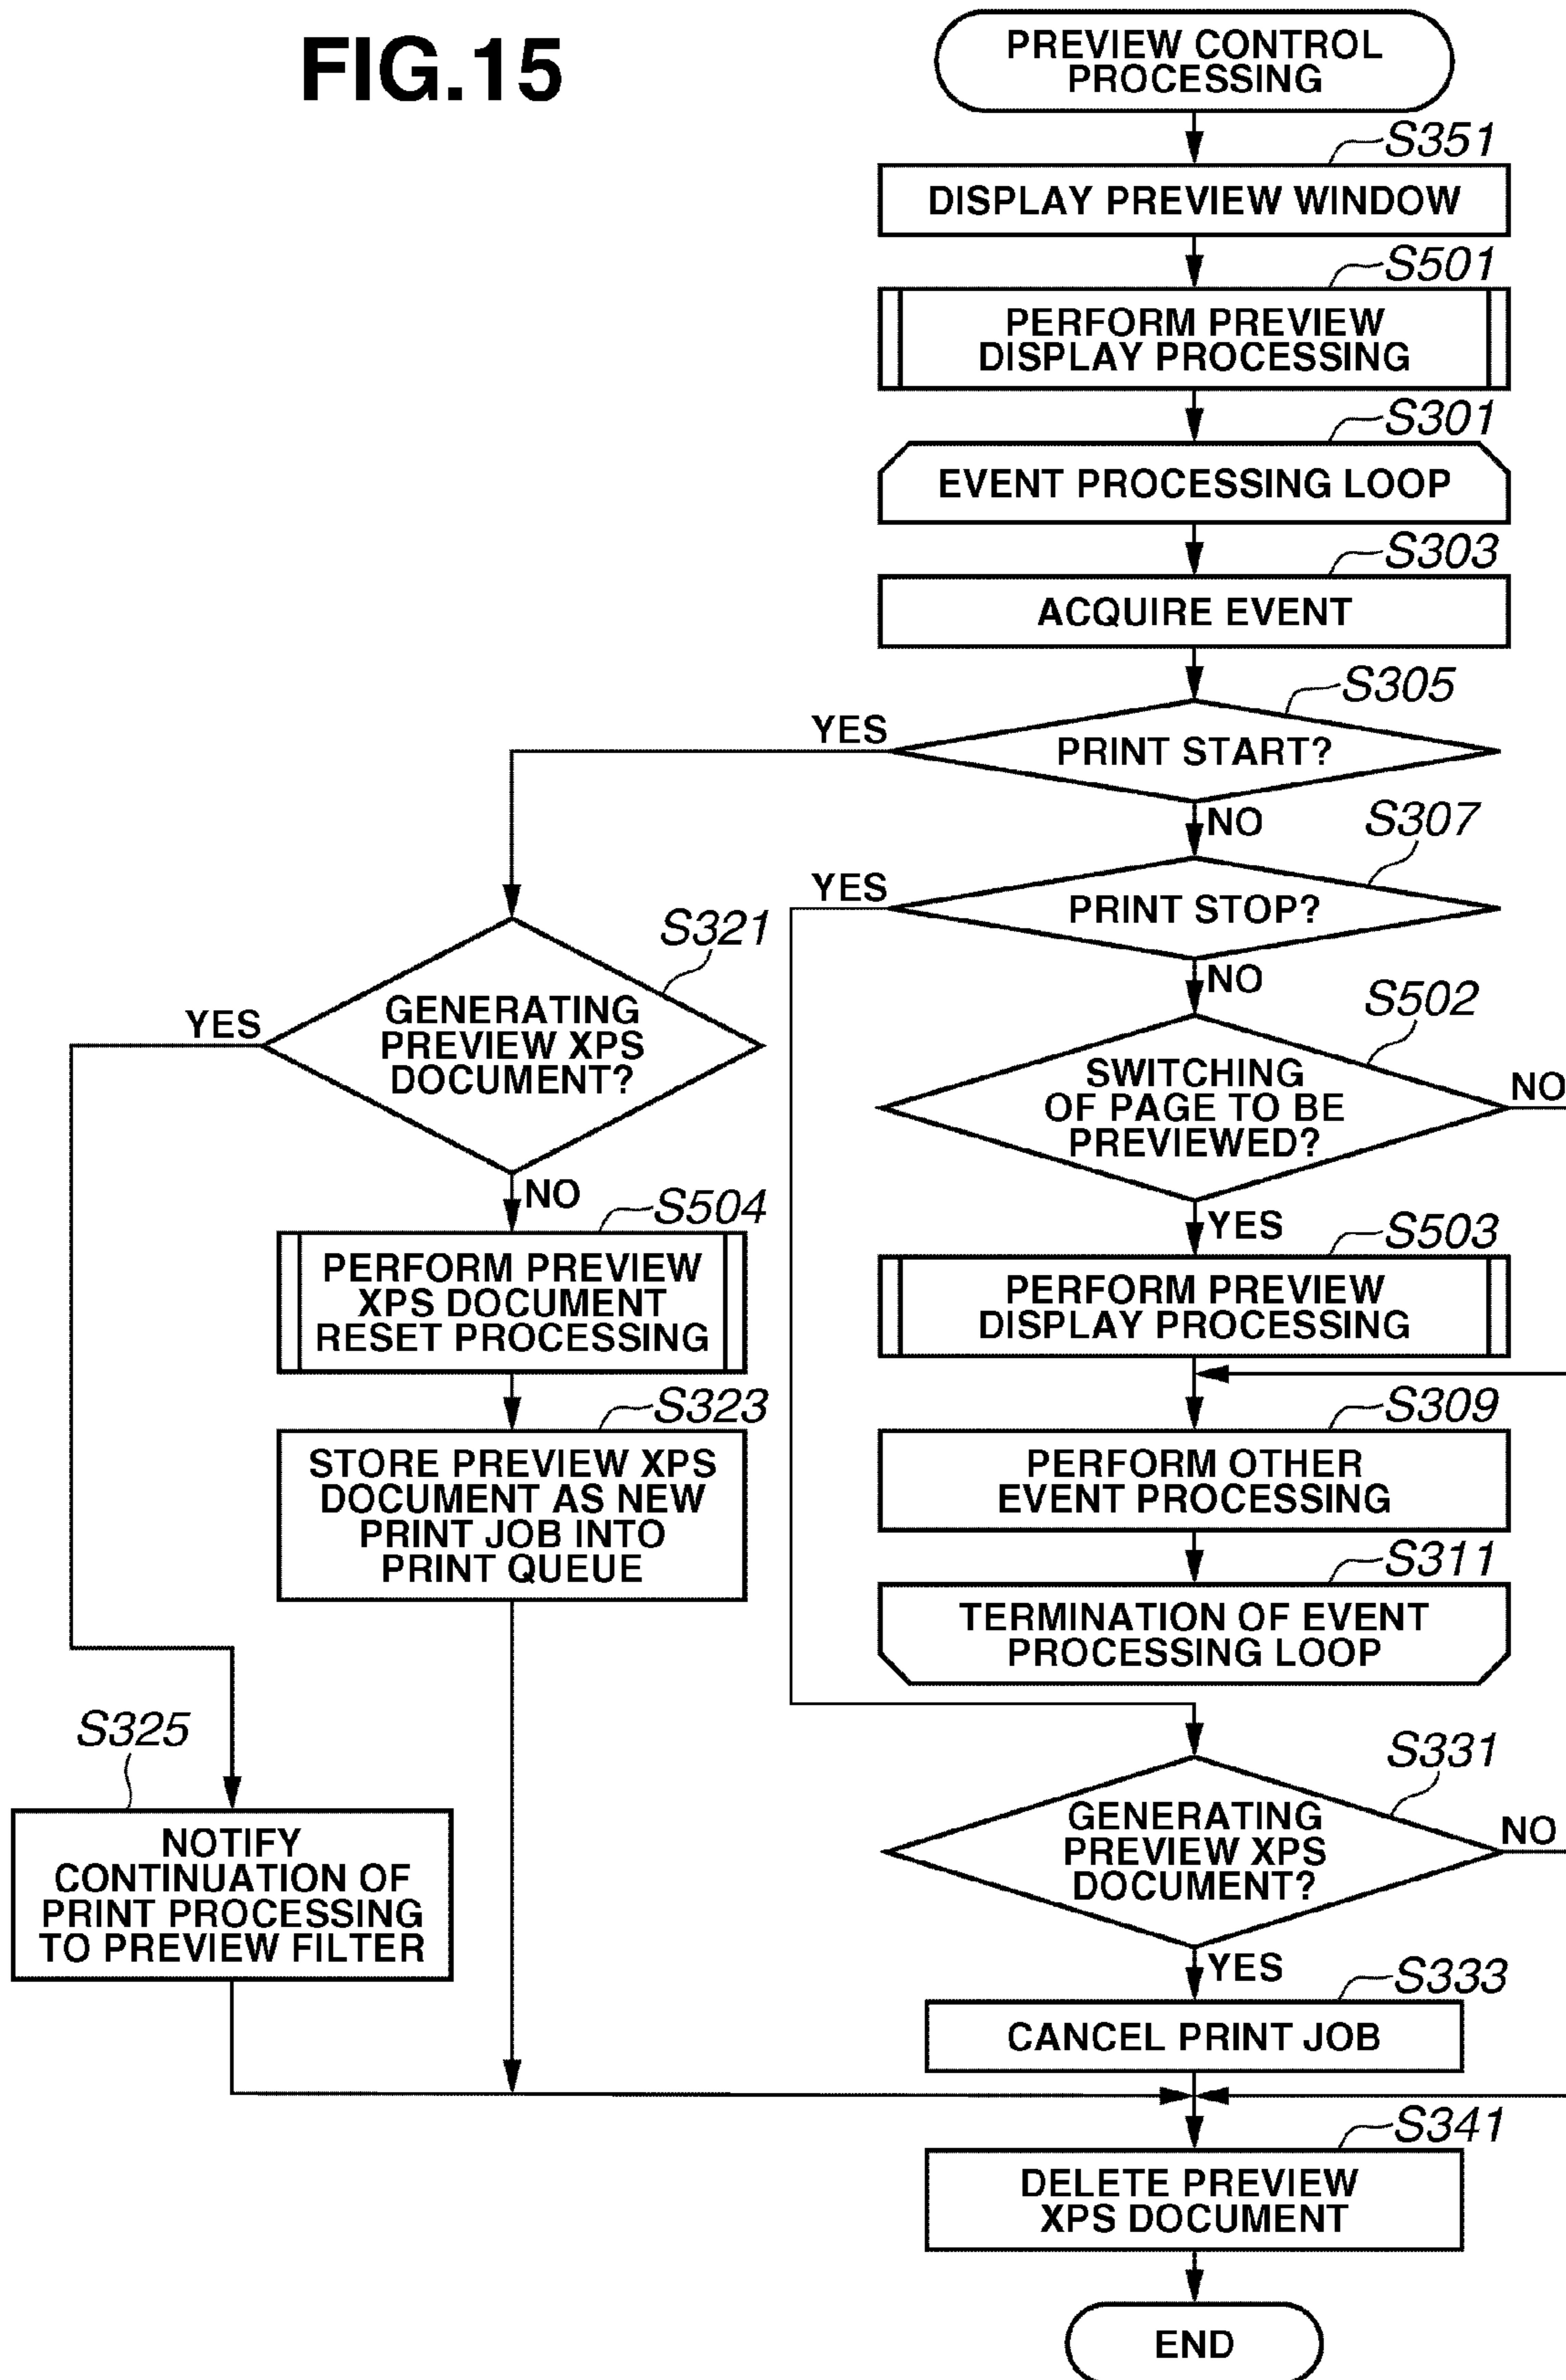 FIG.15
PREVIEW CONTROL
PROCESSING
S351
DISPLAY PREVIEW WINDOW
S501
PERFORM PREVIEW
DISPLAY PROCESSING
S301
EVENT PROCESSING LOOP
S303
ACQUIRE EVENT
S305
YES
PRINT START?
NO
S307
YES
PRINT STOP?
NO
S321
YES
GENERATING
PREVIEW XPS
DOCUMENT?
NO
S502
SWITCHING
OF PAGE TO BE
PREVIEWED?
NO
YES
S504
PERFORM PREVIEW
XPS DOCUMENT
RESET PROCESSING
S503
PERFORM PREVIEW
DISPLAY PROCESSING
S323
STORE PREVIEW XPS
DOCUMENT AS NEW
PRINT JOB INTO
PRINT QUEUE
S309
PERFORM OTHER
EVENT PROCESSING
S311
TERMINATION OF EVENT
PROCESSING LOOP
S325
NOTIFY
CONTINUATION OF
PRINT PROCESSING
TO PREVIEW FILTER
S331
GENERATING
PREVIEW XPS
DOCUMENT?
NO
YES
S333
CANCEL PRINT JOB
S341
DELETE PREVIEW
XPS DOCUMENT
END